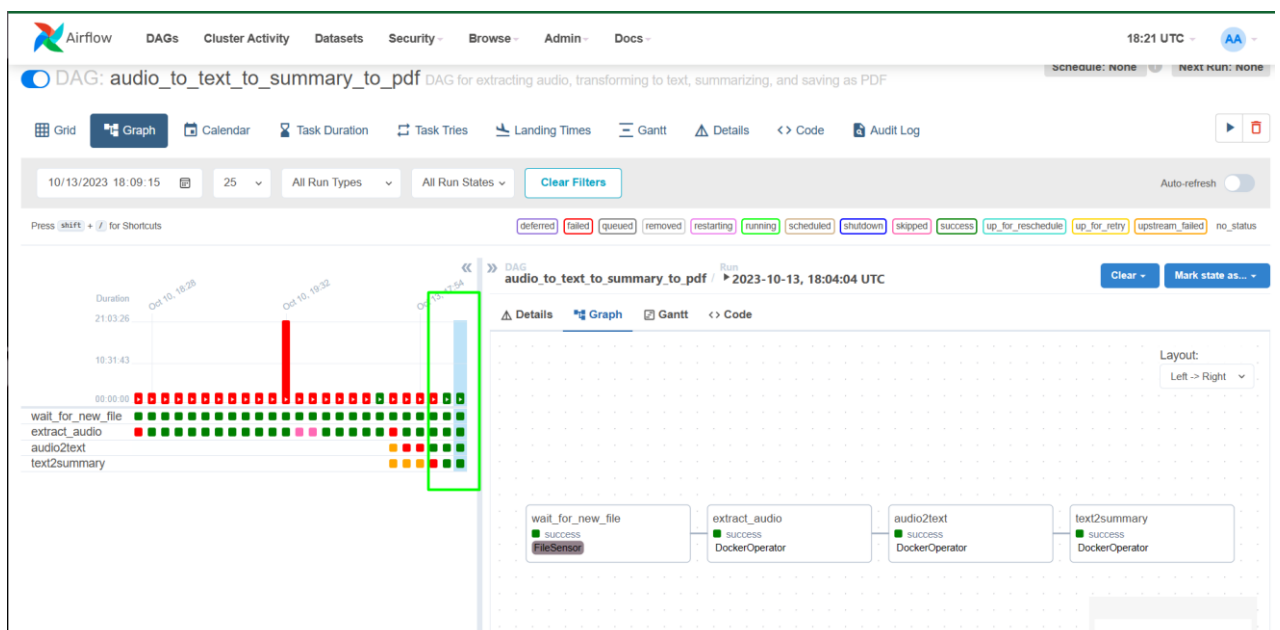 Airflow DAGs Cluster Activity Datasets Security Browse Admin Docs 18:21 UTC AA
DAG: audio_to_text_to_summary_to_pdf DAG for extracting audio, transforming to text, summarizing, and saving as PDF Schedule: None Next Run: None
Grid Graph Calendar Task Duration Task Tries Landing Times Gantt Details Code Audit Log
10/13/2023 18:09:15 25 All Run Types All Run States Clear Filters Auto-refresh
Press shift + / for Shortcuts deferred failed queued removed restarting running scheduled shutdown skipped success up_for_reschedule up_for_retry upstream_failed no_status
DAG Run
audio_to_text_to_summary_to_pdf / 2023-10-13, 18:04:04 UTC Clear Mark state as...
Details Graph Gantt Code
Duration Oct 10, 18:28 Oct 10, 19:32 Oct 13, 17:54
21:03:26
10:31:43
00:00:00
wait_for_new_file
extract_audio
audio2text
text2summary
Layout:
Left -> Right
wait_for_new_file extract_audio audio2text text2summary
success success success success
FileSensor DockerOperator DockerOperator DockerOperator